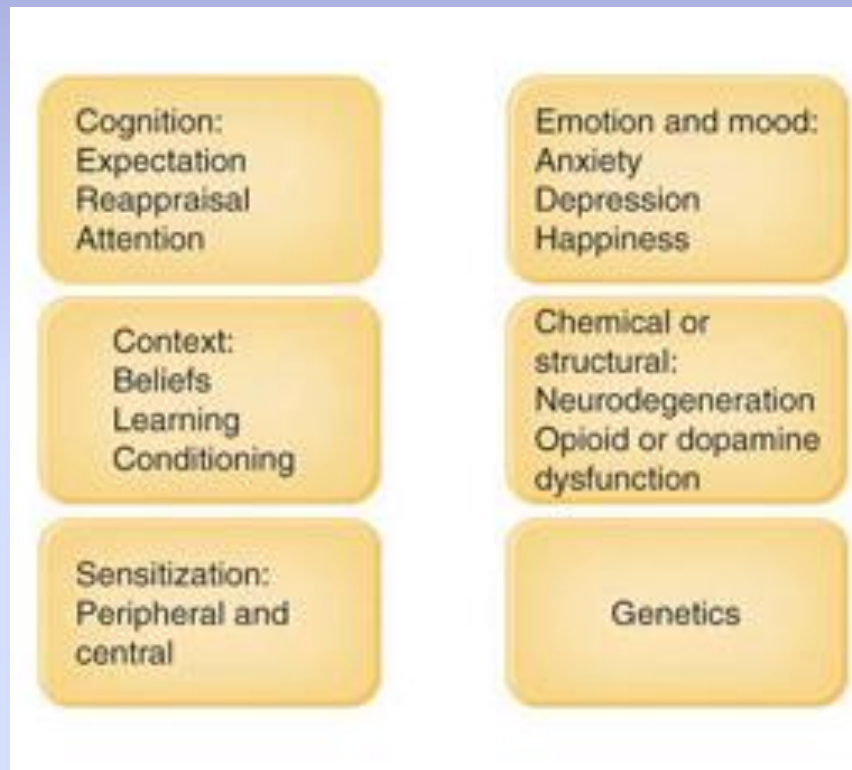 Cognition:
Expectation
Reappraisal
Attention
Emotion and mood:
Anxiety
Depression
Happiness
Context:
Beliefs
Learning
Conditioning
Chemical or
structural:
Neurodegeneration
Opioid or dopamine
dysfunction
Sensitization:
Peripheral and
central
Genetics